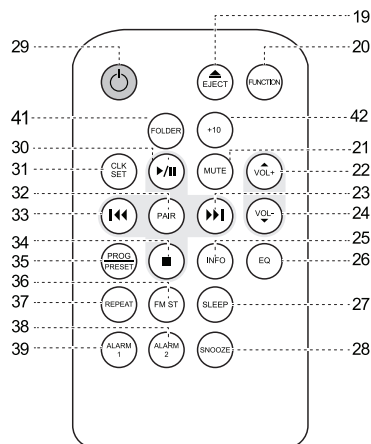 19
29
20
EJECT
FUNCTION
41
42
FOLDER
+10
30
21
31
CLK
SET
MUTE
VOL+
22
32
23
33
PAIR
VOL-
24
34
25
35
PROG
PRESET
INFO
EQ
26
36
37
REPEAT
FM ST
SLEEP
27
38
39
ALARM
1
ALARM
2
SNOOZE
28